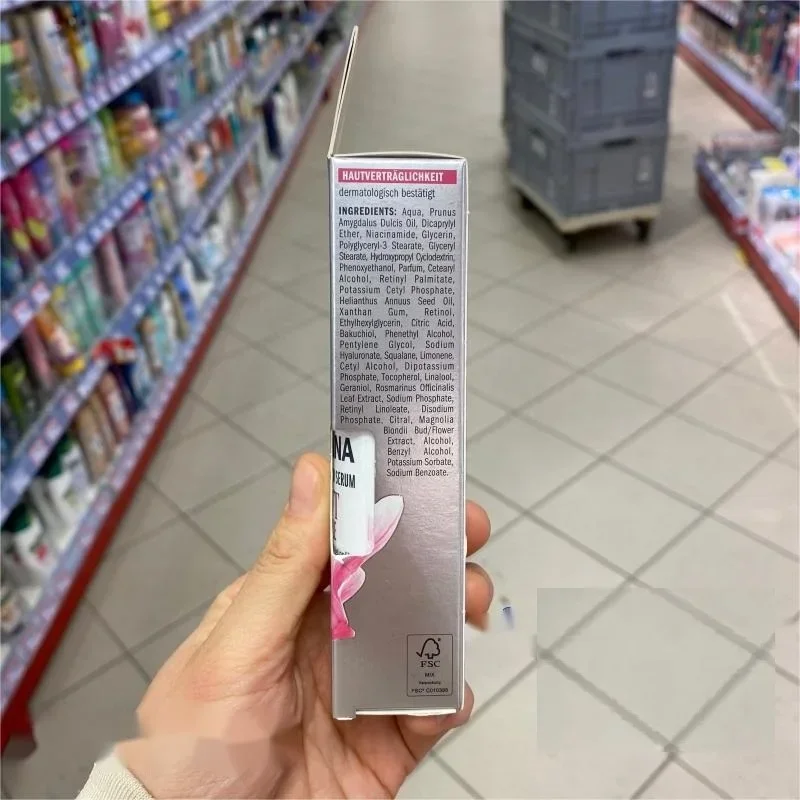 HAUTVERTRÄGLICHKEIT
dermatologisch bestätigt
INGREDIENTS: Aqua, Prunus
Amygdalus Dulcis Oil, Dicaprylyl
Ether, Niacinamide, Glycerin,
Polyglyceryl-3 Stearate, Glyceryl
Stearate, Hydroxypropyl Cyclodextrin,
Phenoxyethanol, Parfum, Cetearyl
Alcohol, Retinyl Palmitate,
Potassium Cetyl Phosphate,
Helianthus Annuus Seed Oil,
Xanthan Gum, Retinol,
Ethylhexylglycerin, Citric Acid,
Bakuchiol, Phenethyl Alcohol,
Pentylene Glycol, Sodium
Hyaluronate, Squalane, Limonene,
Cetyl Alcohol, Dipotassium
Phosphate, Tocopherol, Linalool,
Geraniol, Rosmarinus Officinalis
Leaf Extract, Sodium Phosphate,
Retinyl Linoleate, Disodium
Phosphate, Citral, Magnolia
Biondii Bud/Flower
Extract, Alcohol,
Benzyl Alcohol,
Potassium Sorbate,
Sodium Benzoate.
NA
SERUM
FSC
MIX
Verpackung